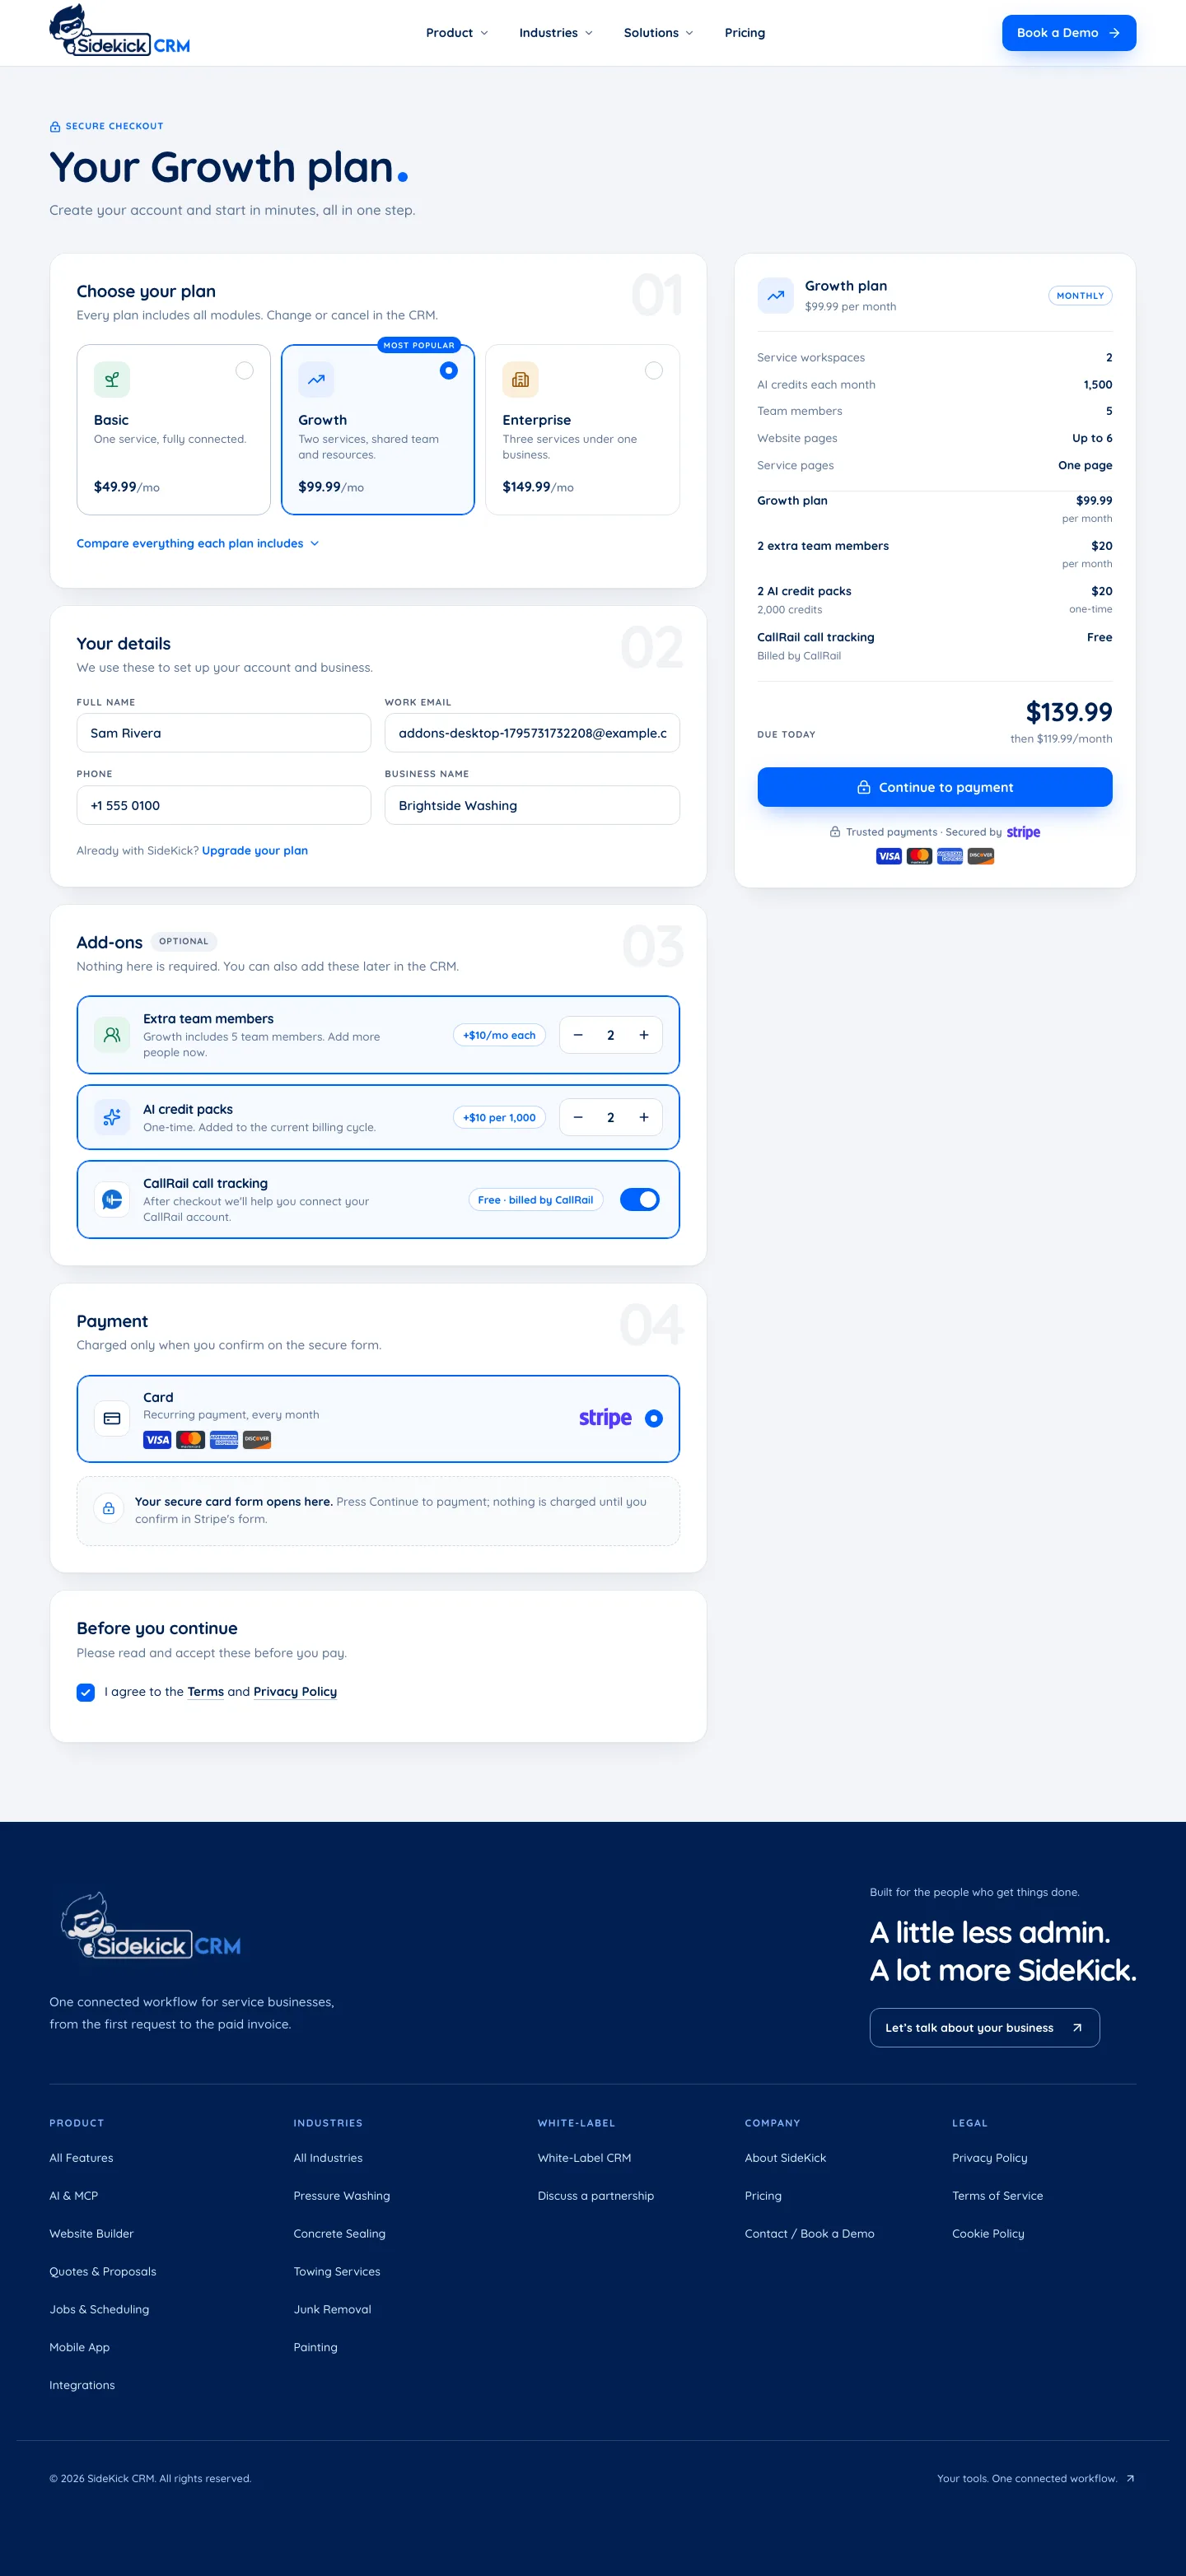 Sidekick CRM
Product
Industries
Solutions
Pricing
Book a Demo
SECURE CHECKOUT
Your Growth plan.
Create your account and start in minutes, all in one step.
Choose your plan
01
Every plan includes all modules. Change or cancel in the CRM.
Basic
One service, fully connected.
$49.99/mo
MOST POPULAR
Growth
Two services, shared team
and resources.
$99.99/mo
Enterprise
Three services under one
business.
$149.99/mo
Compare everything each plan includes
Your details
02
We use these to set up your account and business.
FULL NAME
Sam Rivera
WORK EMAIL
addons-desktop-1795731732208@example.c
PHONE
+1 555 0100
BUSINESS NAME
Brightside Washing
Already with SideKick? Upgrade your plan
Add-ons
OPTIONAL
03
Nothing here is required. You can also add these later in the CRM.
Extra team members
Growth includes 5 team members. Add more
people now.
+$10/mo each
− 2 +
AI credit packs
One-time. Added to the current billing cycle.
+$10 per 1,000
− 2 +
CallRail call tracking
After checkout we'll help you connect your
CallRail account.
Free · billed by CallRail
Payment
04
Charged only when you confirm on the secure form.
Card
Recurring payment, every month
VISA
mastercard
AMERICAN EXPRESS
DISCOVER
stripe
Your secure card form opens here. Press Continue to payment; nothing is charged until you
confirm in Stripe's form.
Before you continue
Please read and accept these before you pay.
I agree to the Terms and Privacy Policy
Growth plan
$99.99 per month
MONTHLY
Service workspaces 2
AI credits each month 1,500
Team members 5
Website pages Up to 6
Service pages One page
Growth plan $99.99
per month
2 extra team members $20
per month
2 AI credit packs $20
2,000 credits one-time
CallRail call tracking Free
Billed by CallRail
DUE TODAY
$139.99
then $119.99/month
Continue to payment
Trusted payments · Secured by stripe
VISA
mastercard
AMERICAN EXPRESS
DISCOVER
Sidekick CRM
One connected workflow for service businesses,
from the first request to the paid invoice.
Built for the people who get things done.
A little less admin.
A lot more SideKick.
Let's talk about your business
PRODUCT
All Features
AI & MCP
Website Builder
Quotes & Proposals
Jobs & Scheduling
Mobile App
Integrations
INDUSTRIES
All Industries
Pressure Washing
Concrete Sealing
Towing Services
Junk Removal
Painting
WHITE-LABEL
White-Label CRM
Discuss a partnership
COMPANY
About SideKick
Pricing
Contact / Book a Demo
LEGAL
Privacy Policy
Terms of Service
Cookie Policy
© 2026 SideKick CRM. All rights reserved.
Your tools. One connected workflow.